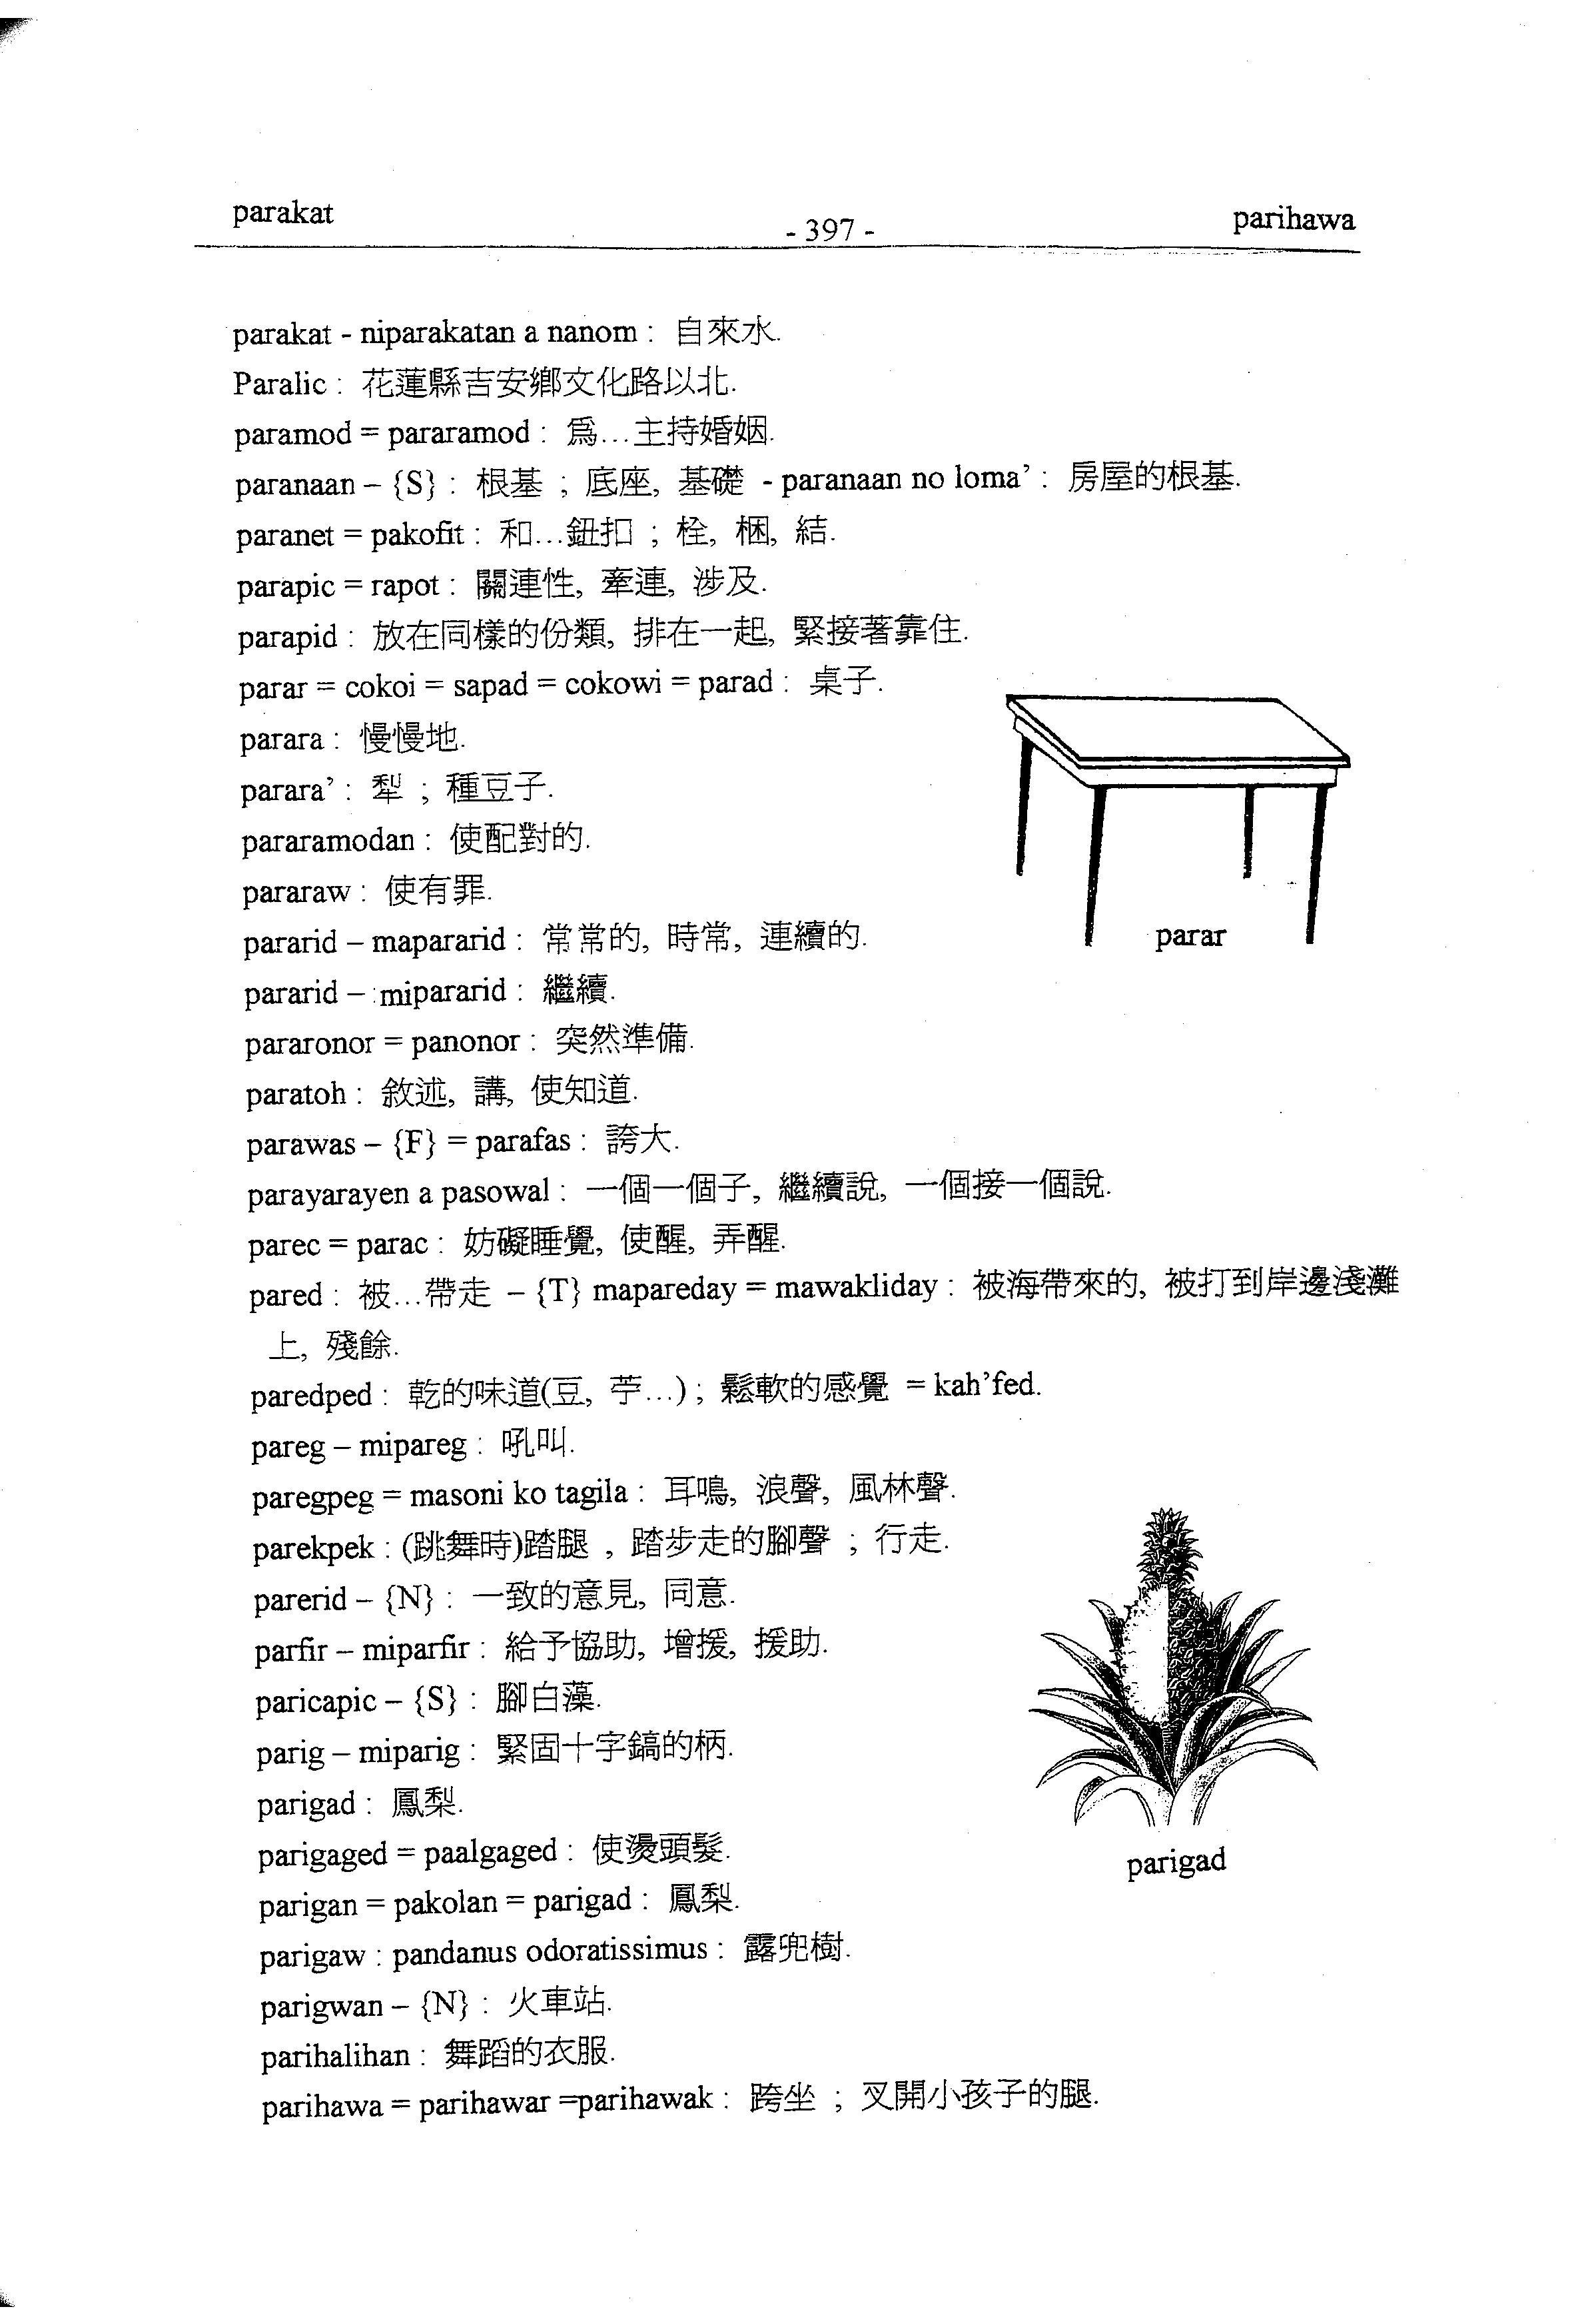 parakat
- 397 -
parihawa
parakat - niparakatan a nanom : 自來水.
Paralic : 花蓮縣吉安鄉文化路以北.
paramod = pararamod : 爲…主持婚姻.
paranaan – {S} : 根基 ; 底座, 基礎 - paranaan no loma’ : 房屋的根基.
paranet = pakofit : 和…鈕扣 ; 栓, 梱, 結.
parapic = rapot : 關連性, 牽連, 涉及.
parapid : 放在同樣的份類, 排在一起, 緊接著靠住.
parar = cokoi = sapad = cokowi = parad : 桌子.
parara : 慢慢地.
parara’ : 犁 ; 種豆子.
pararamodan : 使配對的.
pararaw : 使有罪.
pararid – mapararid : 常常的, 時常, 連續的.
parar
pararid – mipararid : 繼續.
pararonor = panonor : 突然準備.
paratoh : 敘述, 講, 使知道.
parawas – {F} = parafas : 誇大.
parayarayen a pasowal : 一個一個子, 繼續說, 一個接一個說.
parec = parac : 妨礙睡覺, 使醒, 弄醒.
pared : 被…帶走 – {T} mapareday = mawakliday : 被海帶來的, 被打到岸邊淺灘
上, 殘餘.
paredped : 乾的味道(豆, 芋…) ; 鬆軟的感覺 = kah’fed.
pareg – mipareg : 吼叫.
paregpeg = masoni ko tagila : 耳鳴, 浪聲, 風林聲.
parekpek : (跳舞時)踏腿 , 踏步走的腳聲 ; 行走.
parerid – {N} : 一致的意見, 同意.
parfir – miparfir : 給予協助, 增援, 援助.
paricapic – {S} : 腳白藻.
parig – miparig : 緊固十字鎬的柄.
parigad : 鳳梨.
parigaged = paalgaged : 使燙頭髮.
parigad
parigan = pakolan = parigad : 鳳梨.
parigaw : pandanus odoratissimus : 露兜樹.
parigwan – {N} : 火車站.
parihalihan : 舞蹈的衣服.
parihawa = parihawar =parihawak : 跨坐 ; 叉開小孩子的腿.